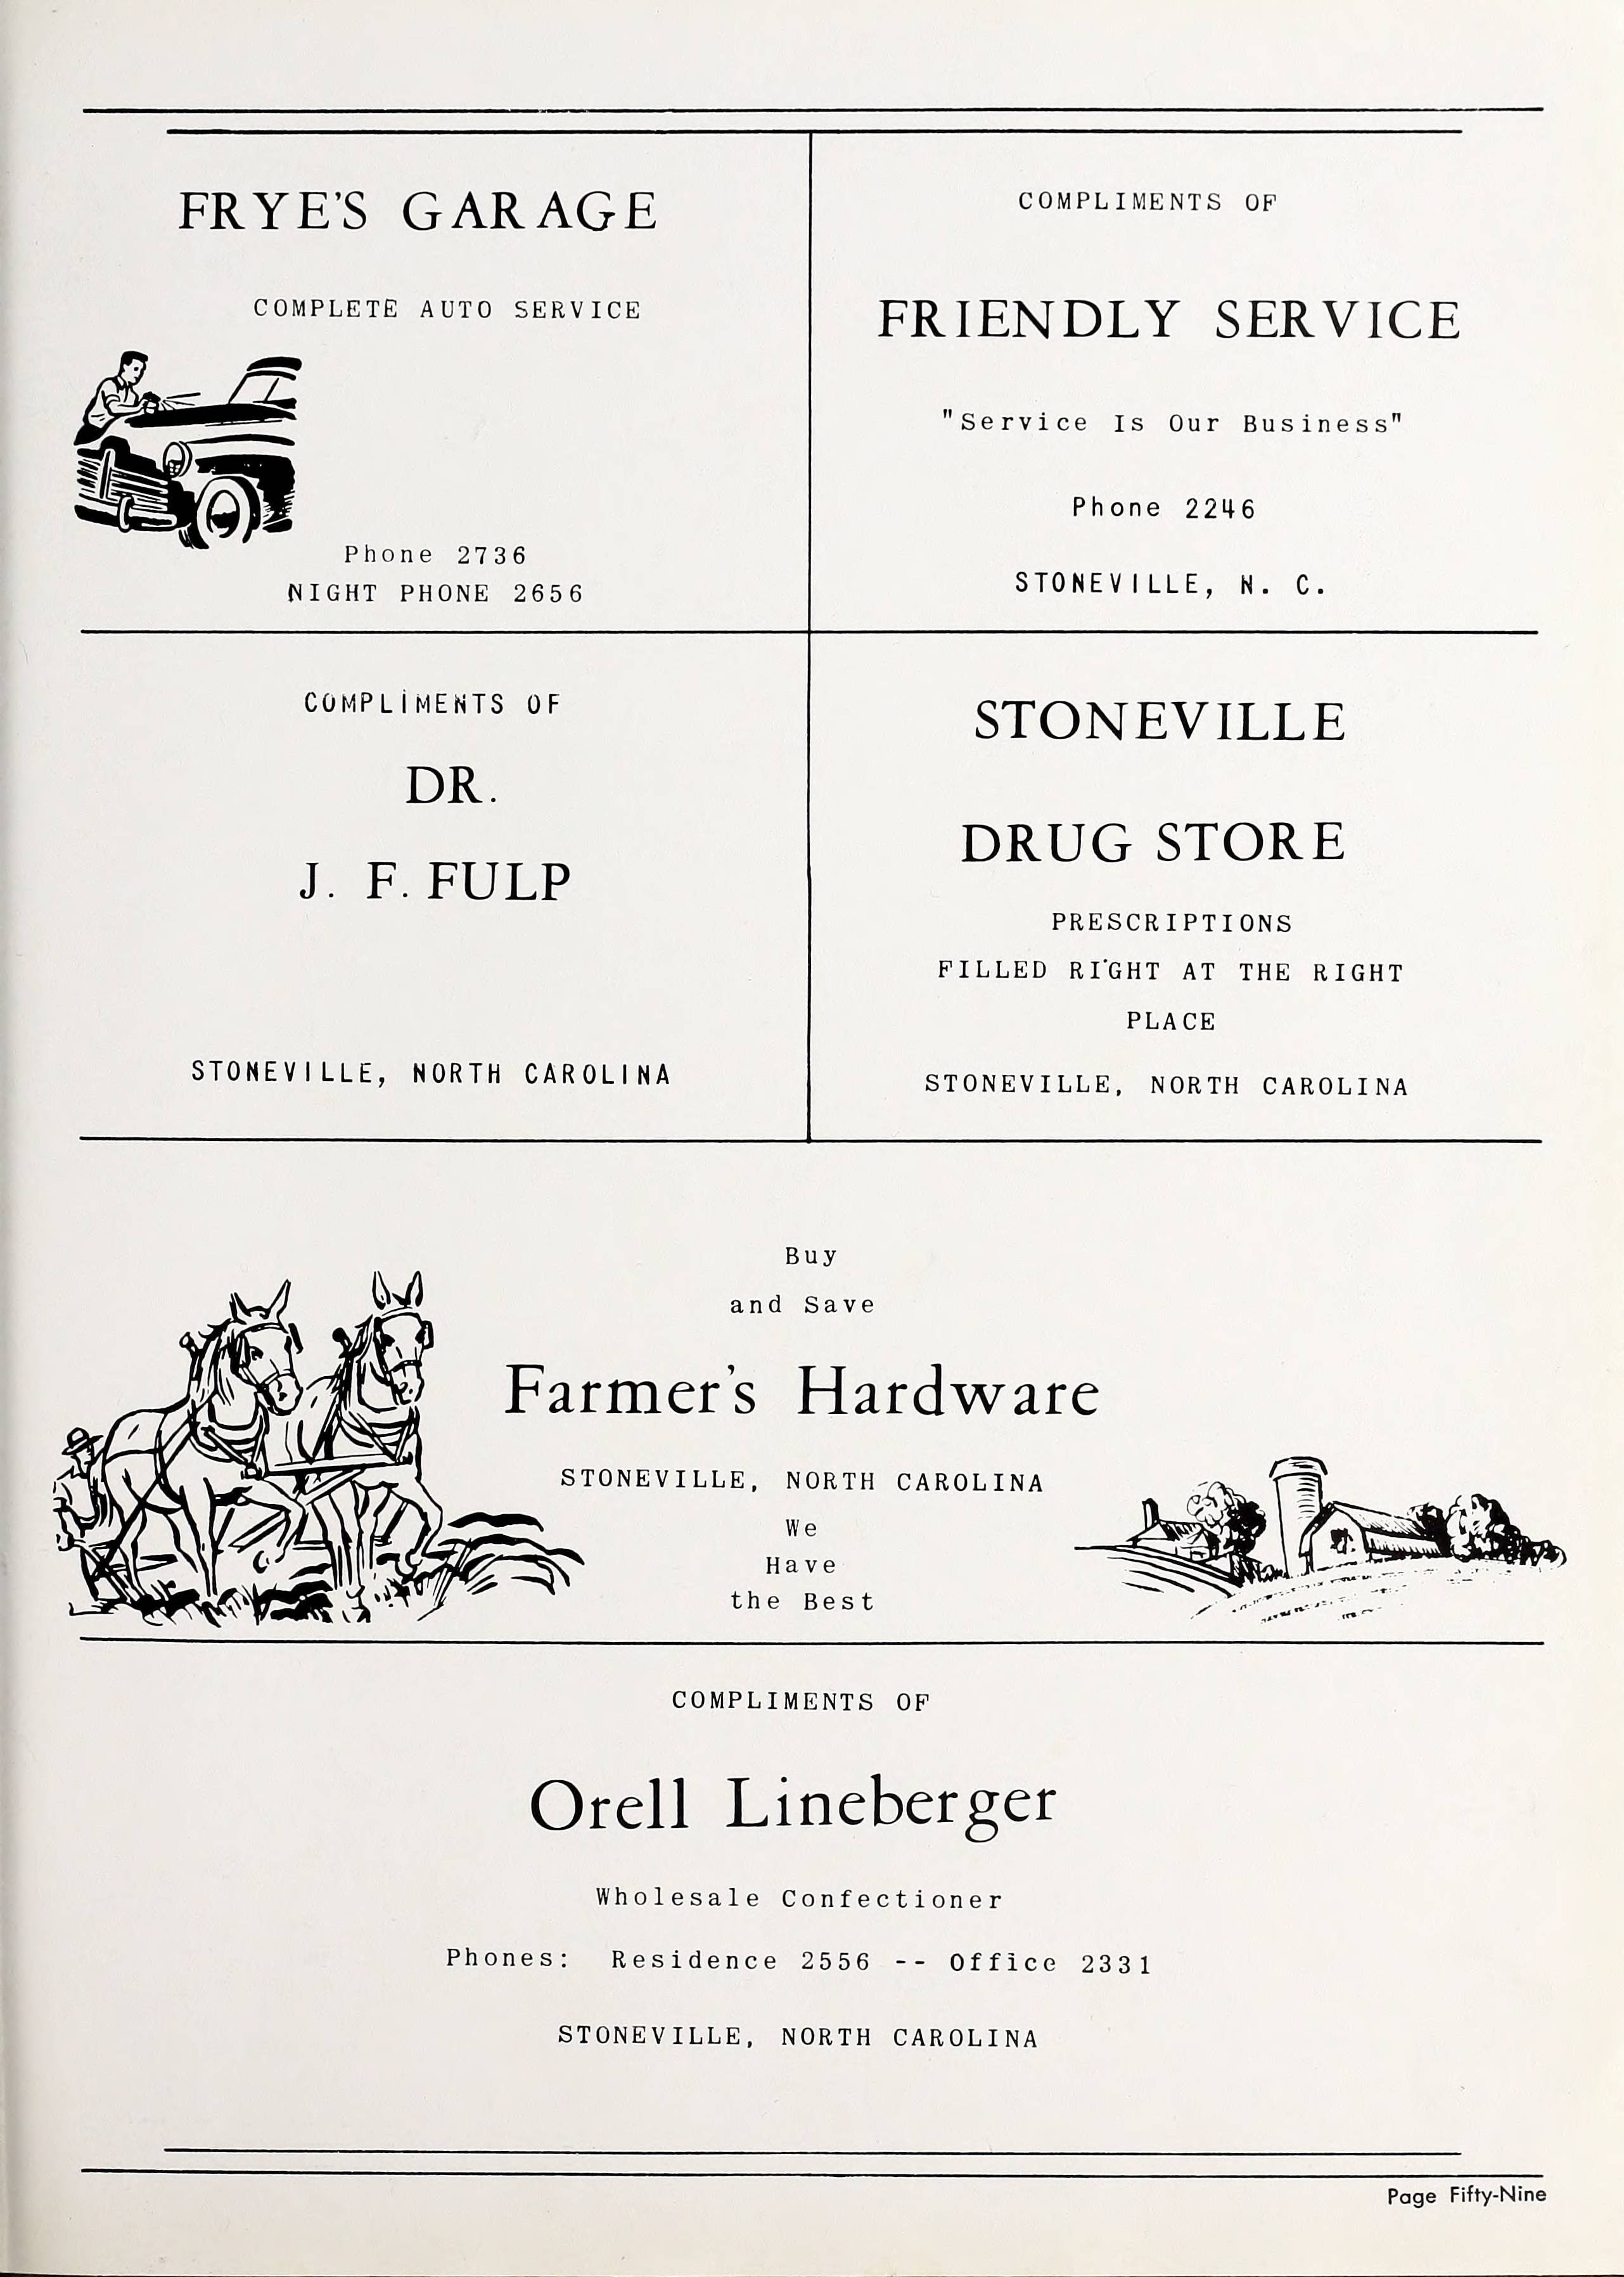 FRYE'S GARAGE
COMPLETE AUTO SERVICE
Phone 2736
NIGHT PHONE 2656
COMPLIMENTS OF
FRIENDLY SERVICE
"Service Is Our Business"
Phone 2246
STONEVILLE, N. C.
COMPLIMENTS OF
DR.
J. F. FULP
STONEVILLE, NORTH CAROLINA
STONEVILLE
DRUG STORE
PRESCRIPTIONS
FILLED RIGHT AT THE RIGHT
PLACE
STONEVILLE, NORTH CAROLINA
Buy
and Save
Farmer's Hardware
STONEVILLE, NORTH CAROLINA
We
Have
the Best
COMPLIMENTS OF
Orell Lineberger
Wholesale Confectioner
Phones: Residence 2556 -- Office 2331
STONEVILLE, NORTH CAROLINA
Page Fifty-Nine